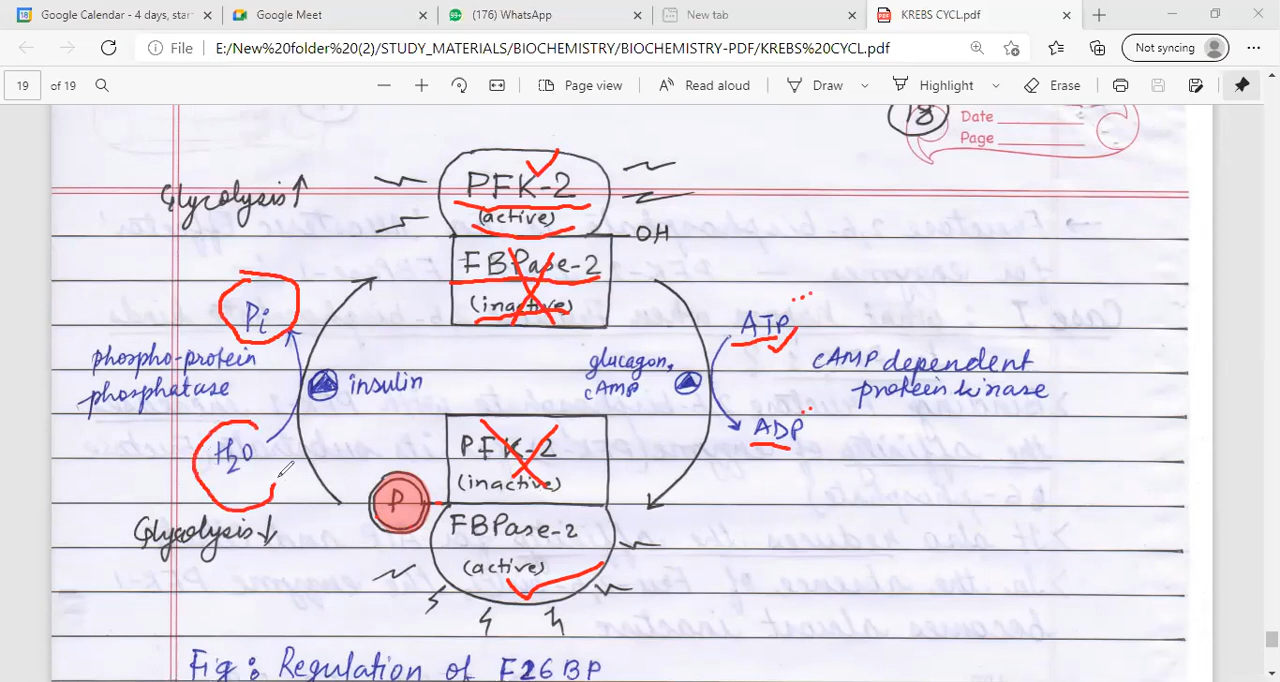 Google Calendar - 4 days, star
Google Meet
(176) WhatsApp
New tab
KREBS CYCL.pdf
File
E:/New%20folder%20(2)/STUDY_MATERIALS/BIOCHEMISTRY/BIOCHEMISTRY-PDF/KREBS%20CYCL.pdf
Not syncing
19 of 19
Page view
Read aloud
Draw
Highlight
Erase
18
Date
Page
PFK-2
(active)
Glycolysis ↑
OH
FBPase-2
(inactive)
Pi
ATP
phospho-protein
phosphatase
insulin
glucagon,
cAMP
cAMP dependent
protein kinase
H2O
ADP
PFK-2
(inactive)
P
Glycolysis ↓
FBPase-2
(active)
Fig : Regulation of F26BP